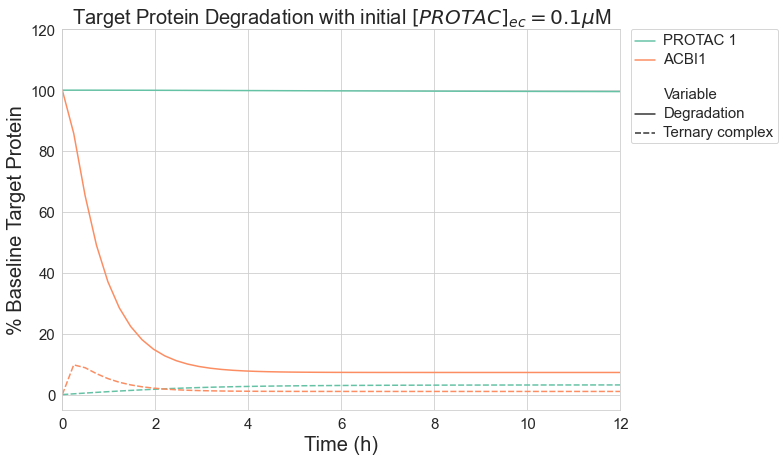 Target Protein Degradation with initial [PROTAC]ec = 0.1μM
PROTAC 1
ACBI1
Variable
Degradation
Ternary complex
% Baseline Target Protein
120
100
80
60
40
20
0
0 2 4 6 8 10 12
Time (h)